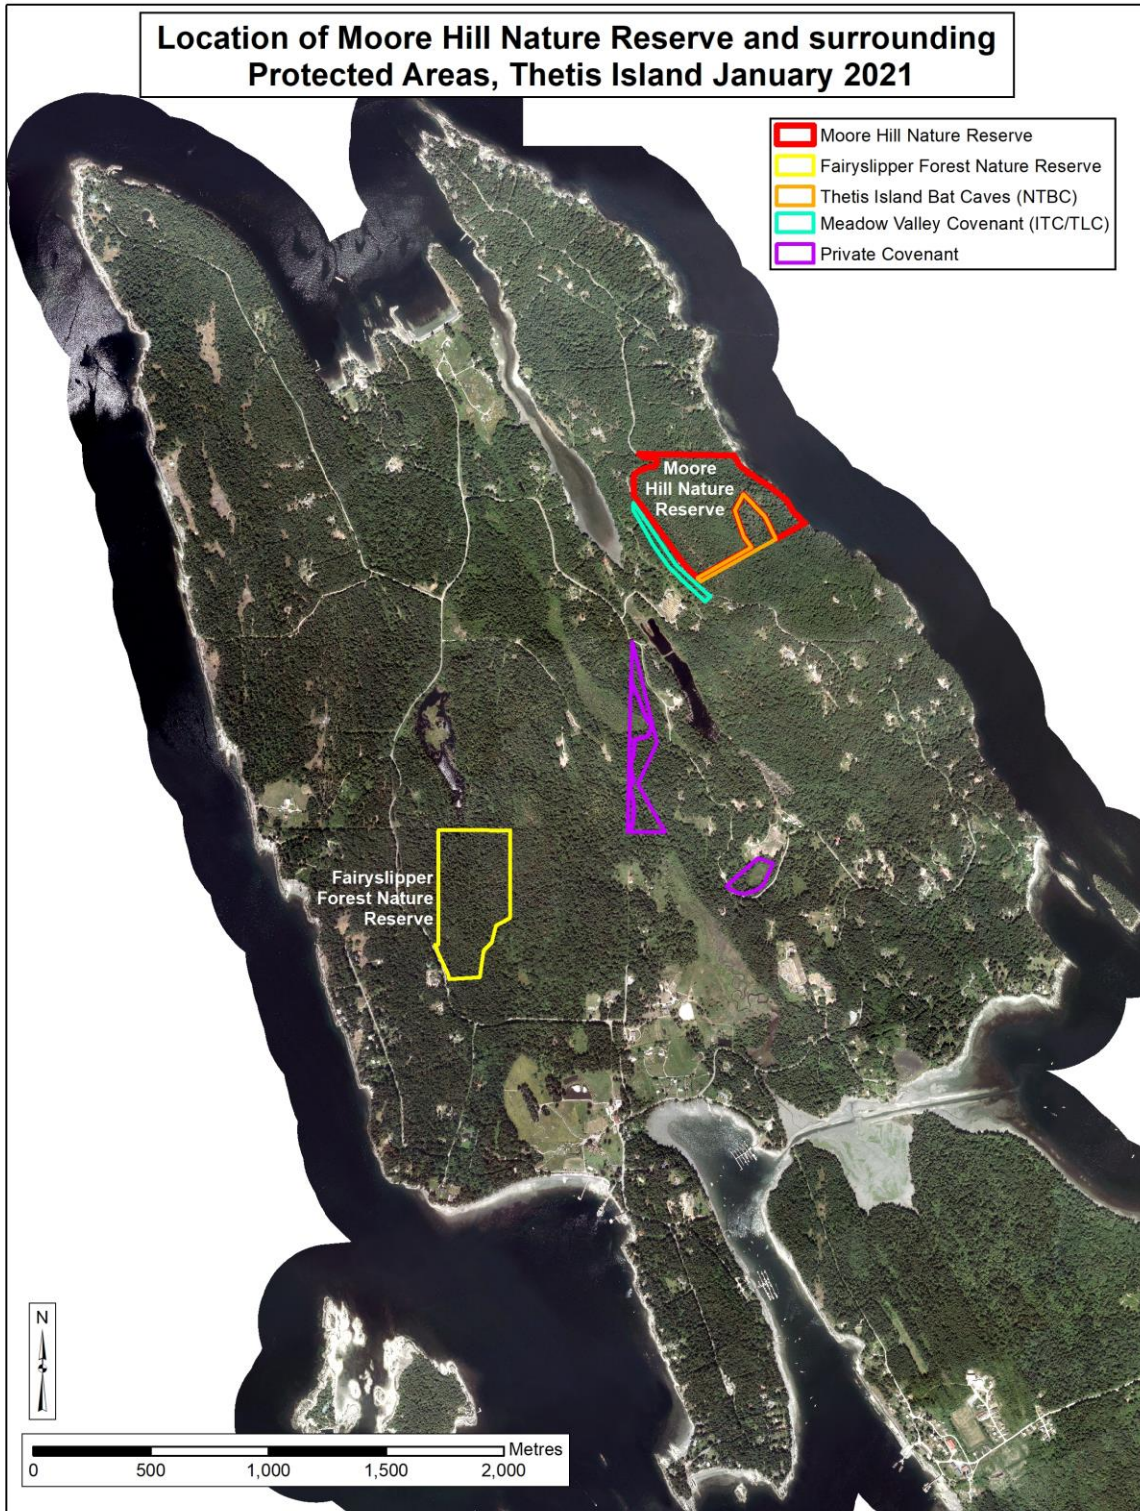 Location of Moore Hill Nature Reserve and surrounding
Protected Areas, Thetis Island January 2021
Moore Hill Nature Reserve
Fairyslipper Forest Nature Reserve
Thetis Island Bat Caves (NTBC)
Meadow Valley Covenant (ITC/TLC)
Private Covenant
Moore
Hill Nature
Reserve
Fairyslipper
Forest Nature
Reserve
N
Metres
0 500 1,000 1,500 2,000